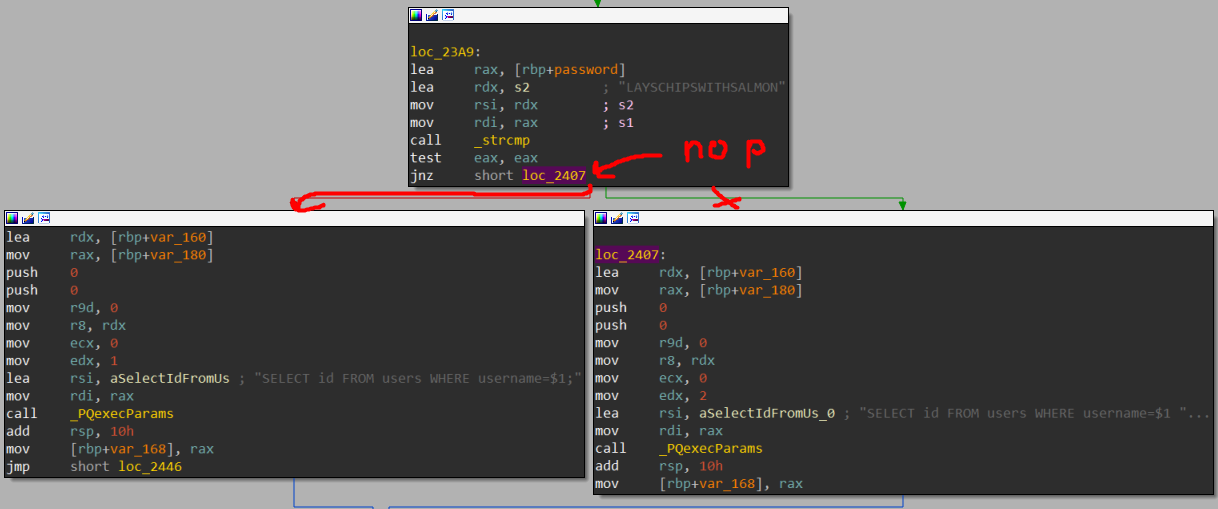 loc_23A9:
lea rax, [rbp+password]
lea rdx, s2 ; "LAYSCHIPSWITHSALMON"
mov rsi, rdx ; s2
mov rdi, rax ; s1
call _strcmp
test eax, eax
jnz short loc_2407
no p
lea rdx, [rbp+var_160]
mov rax, [rbp+var_180]
push 0
push 0
mov r9d, 0
mov r8, rdx
mov ecx, 0
mov edx, 1
lea rsi, aSelectIdFromUs ; "SELECT id FROM users WHERE username=$1;"
mov rdi, rax
call _PQexecParams
add rsp, 10h
mov [rbp+var_168], rax
jmp short loc_2446
loc_2407:
lea rdx, [rbp+var_160]
mov rax, [rbp+var_180]
push 0
push 0
mov r9d, 0
mov r8, rdx
mov ecx, 0
mov edx, 2
lea rsi, aSelectIdFromUs_0 ; "SELECT id FROM users WHERE username=$1 "...
mov rdi, rax
call _PQexecParams
add rsp, 10h
mov [rbp+var_168], rax